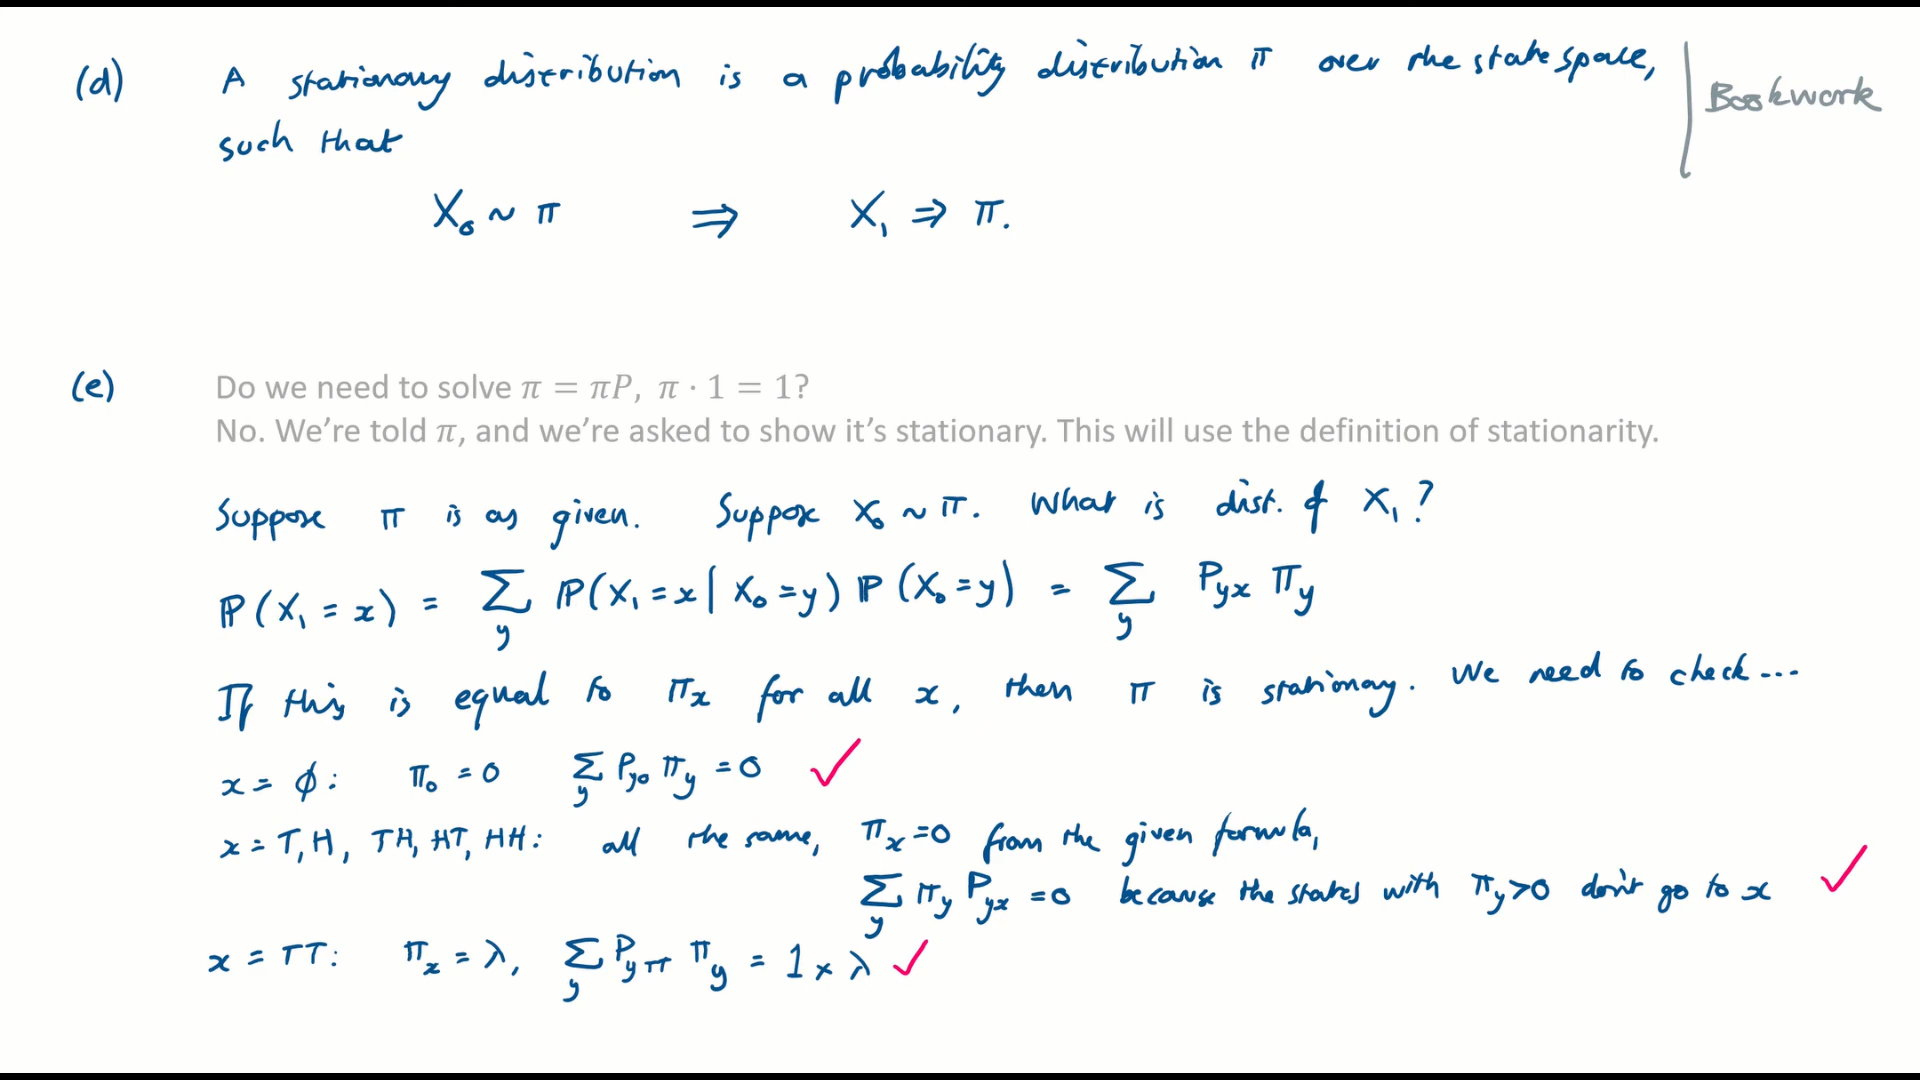 (d) A stationary distribution is a probability distribution π over the state space,
Bookwork
such that
X₀ ~ π ⇒ X₁ ⇒ π.
(e) Do we need to solve π = πP, π · 1 = 1?
No. We're told π, and we're asked to show it's stationary. This will use the definition of stationarity.
Suppose π is as given. Suppose X₀ ~ π. What is dist. of X₁?
ℙ(X₁ = x) = Σ_y ℙ(X₁ = x | X₀ = y) ℙ(X₀ = y) = Σ_y P_yx π_y
If this is equal to π_x for all x, then π is stationary. We need to check...
x = ϕ: π₀ = 0 Σ_y P_y0 π_y = 0 ✓
x = T, H, TH, HT, HH: all the same, π_x = 0 from the given formula,
Σ_y π_y P_yx = 0 because the states with π_y > 0 don't go to x ✓
x = TT: π_x = λ, Σ_y P_yTT π_y = 1 × λ ✓